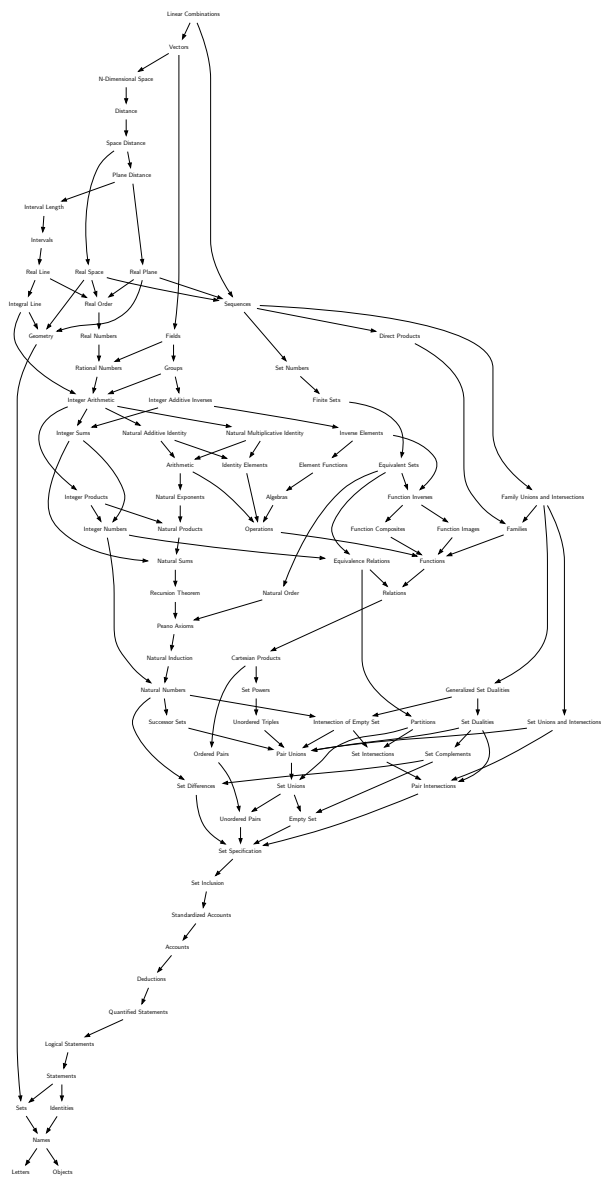 Linear Combinations
Vectors
N-Dimensional Space
Distance
Space Distance
Plane Distance
Interval Length
Intervals
Real Line Real Space Real Plane
Integral Line Real Order Sequences
Geometry Real Numbers Fields Direct Products
Rational Numbers Groups Set Numbers
Integer Arithmetic Integer Additive Inverses Finite Sets
Integer Sums Natural Additive Identity Natural Multiplicative Identity Inverse Elements
Arithmetic Identity Elements Element Functions Equivalent Sets
Integer Products Natural Exponents Algebras Function Inverses Family Unions and Intersections
Integer Numbers Natural Products Operations Function Composites Function Images Families
Natural Sums Equivalence Relations Functions
Recursion Theorem Natural Order Relations
Peano Axioms
Natural Induction Cartesian Products
Natural Numbers Set Powers Generalized Set Dualities
Successor Sets Unordered Triples Intersection of Empty Set Partitions Set Dualities Set Unions and Intersections
Ordered Pairs Pair Unions Set Intersections Set Complements
Set Differences Set Unions Pair Intersections
Unordered Pairs Empty Set
Set Specification
Set Inclusion
Standardized Accounts
Accounts
Deductions
Quantified Statements
Logical Statements
Statements
Sets Identities
Names
Letters Objects